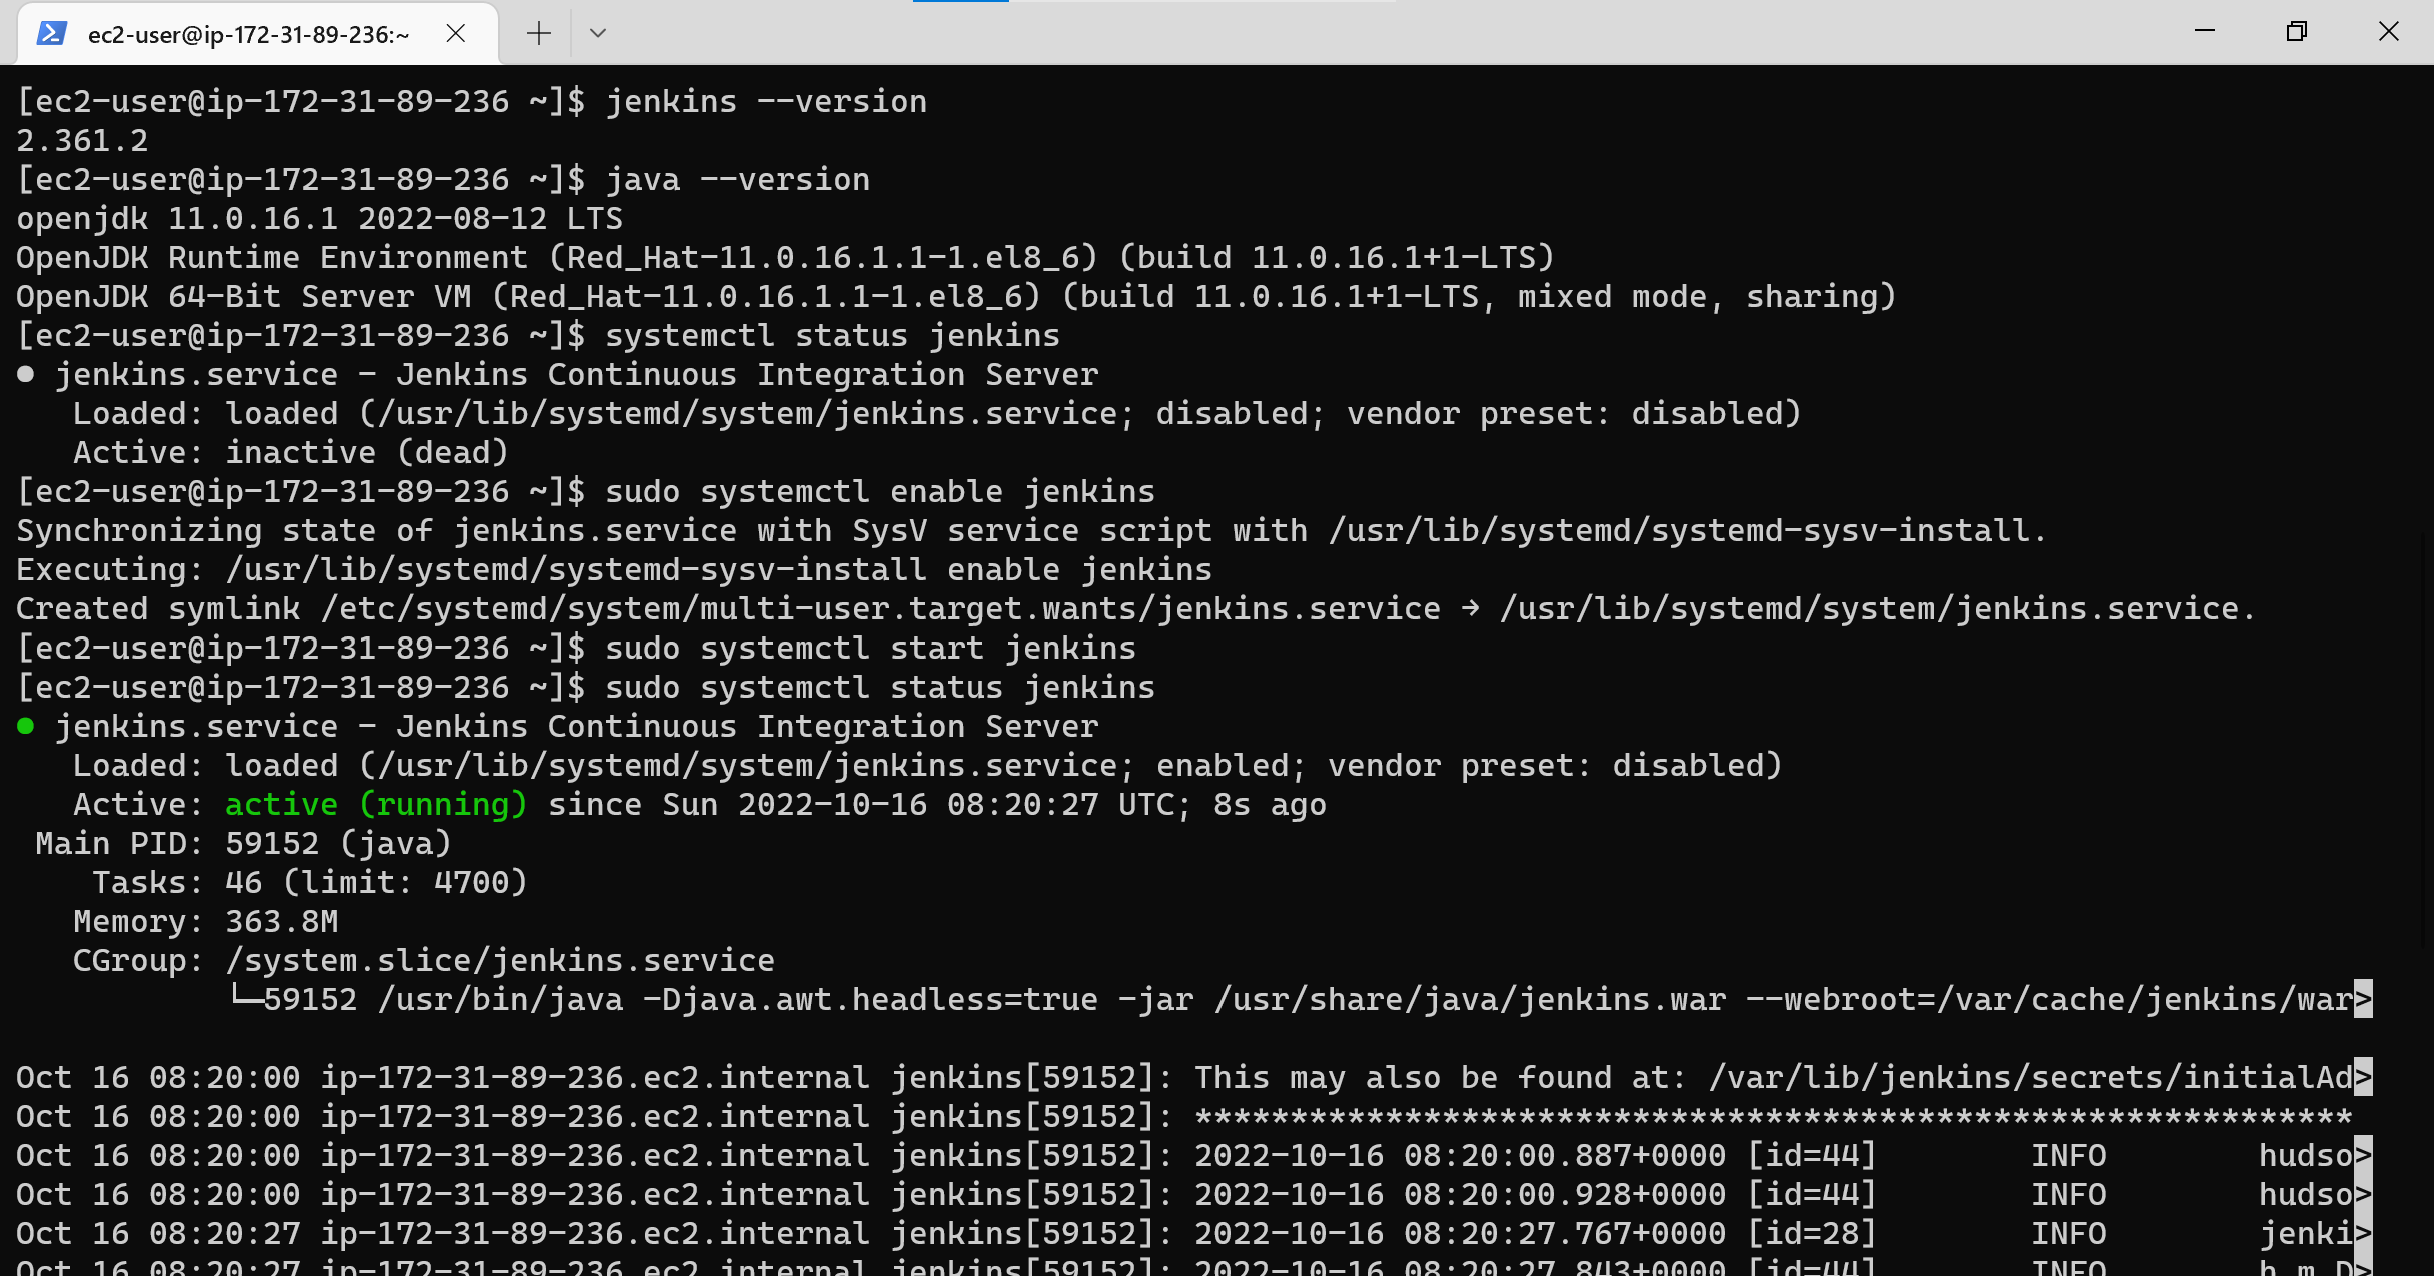 ec2-user@ip-172-31-89-236:~
[ec2-user@ip-172-31-89-236 ~]$ jenkins --version
2.361.2
[ec2-user@ip-172-31-89-236 ~]$ java --version
openjdk 11.0.16.1 2022-08-12 LTS
OpenJDK Runtime Environment (Red_Hat-11.0.16.1.1-1.el8_6) (build 11.0.16.1+1-LTS)
OpenJDK 64-Bit Server VM (Red_Hat-11.0.16.1.1-1.el8_6) (build 11.0.16.1+1-LTS, mixed mode, sharing)
[ec2-user@ip-172-31-89-236 ~]$ systemctl status jenkins
● jenkins.service - Jenkins Continuous Integration Server
   Loaded: loaded (/usr/lib/systemd/system/jenkins.service; disabled; vendor preset: disabled)
   Active: inactive (dead)
[ec2-user@ip-172-31-89-236 ~]$ sudo systemctl enable jenkins
Synchronizing state of jenkins.service with SysV service script with /usr/lib/systemd/systemd-sysv-install.
Executing: /usr/lib/systemd/systemd-sysv-install enable jenkins
Created symlink /etc/systemd/system/multi-user.target.wants/jenkins.service → /usr/lib/systemd/system/jenkins.service.
[ec2-user@ip-172-31-89-236 ~]$ sudo systemctl start jenkins
[ec2-user@ip-172-31-89-236 ~]$ sudo systemctl status jenkins
● jenkins.service - Jenkins Continuous Integration Server
   Loaded: loaded (/usr/lib/systemd/system/jenkins.service; enabled; vendor preset: disabled)
   Active: active (running) since Sun 2022-10-16 08:20:27 UTC; 8s ago
 Main PID: 59152 (java)
    Tasks: 46 (limit: 4700)
   Memory: 363.8M
   CGroup: /system.slice/jenkins.service
           └─59152 /usr/bin/java -Djava.awt.headless=true -jar /usr/share/java/jenkins.war --webroot=/var/cache/jenkins/war>
Oct 16 08:20:00 ip-172-31-89-236.ec2.internal jenkins[59152]: This may also be found at: /var/lib/jenkins/secrets/initialAd>
Oct 16 08:20:00 ip-172-31-89-236.ec2.internal jenkins[59152]: *************************************************************
Oct 16 08:20:00 ip-172-31-89-236.ec2.internal jenkins[59152]: 2022-10-16 08:20:00.887+0000 [id=44]        INFO        hudso>
Oct 16 08:20:00 ip-172-31-89-236.ec2.internal jenkins[59152]: 2022-10-16 08:20:00.928+0000 [id=44]        INFO        hudso>
Oct 16 08:20:27 ip-172-31-89-236.ec2.internal jenkins[59152]: 2022-10-16 08:20:27.767+0000 [id=28]        INFO        jenki>
Oct 16 08:20:27 ip-172-31-89-236.ec2.internal jenkins[59152]: 2022-10-16 08:20:27.843+0000 [id=44]        INFO        h.m.D>